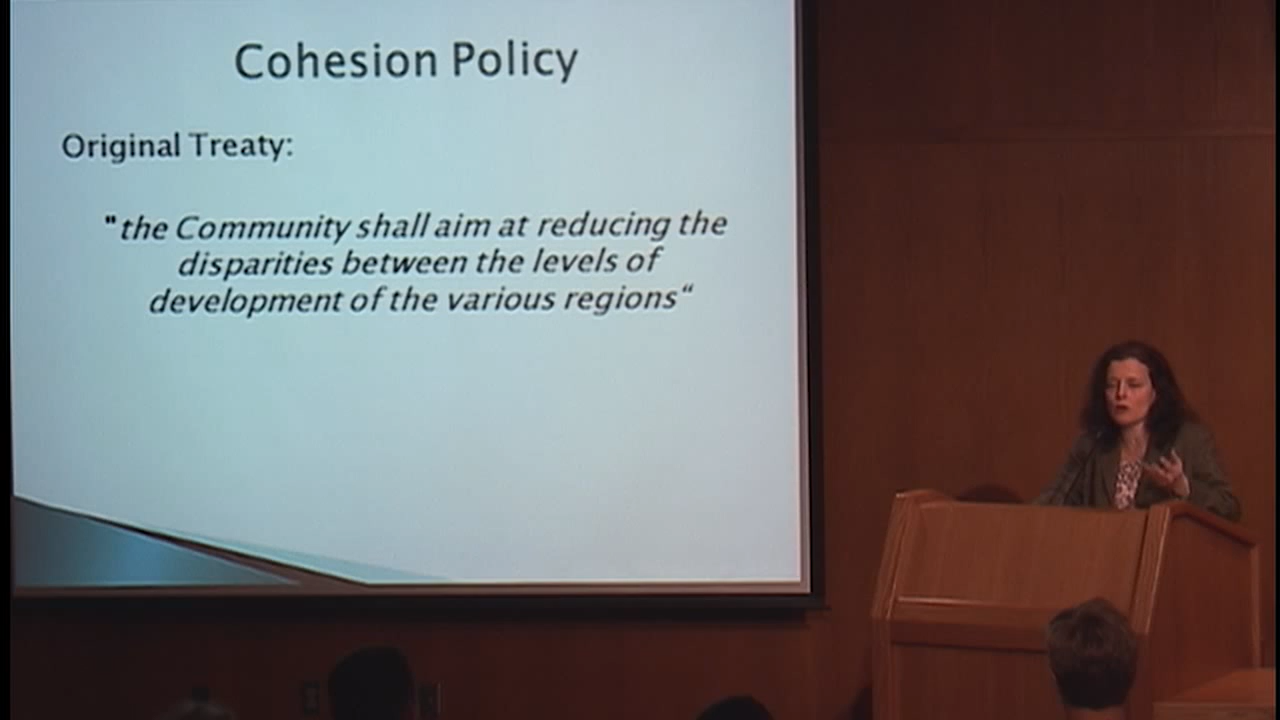 Cohesion Policy
Original Treaty:
"the Community shall aim at reducing the
disparities between the levels of
development of the various regions“